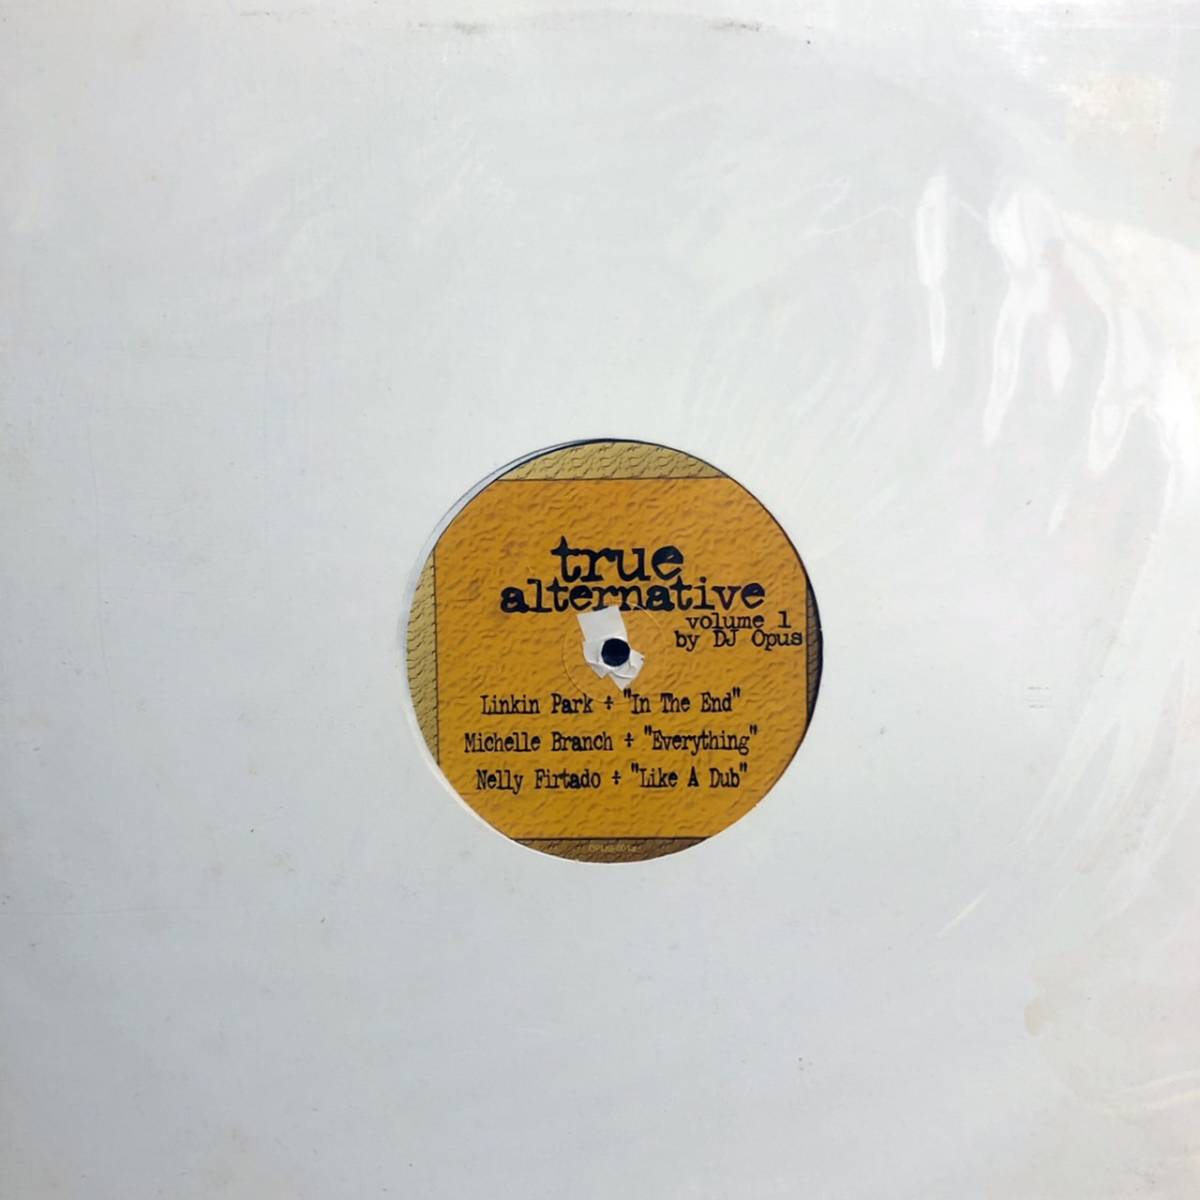 true
alternative
volume 1
by DJ Opus
Linkin Park + "In The End"
Michelle Branch + "Everything"
Nelly Firtado + "Like A Dub"